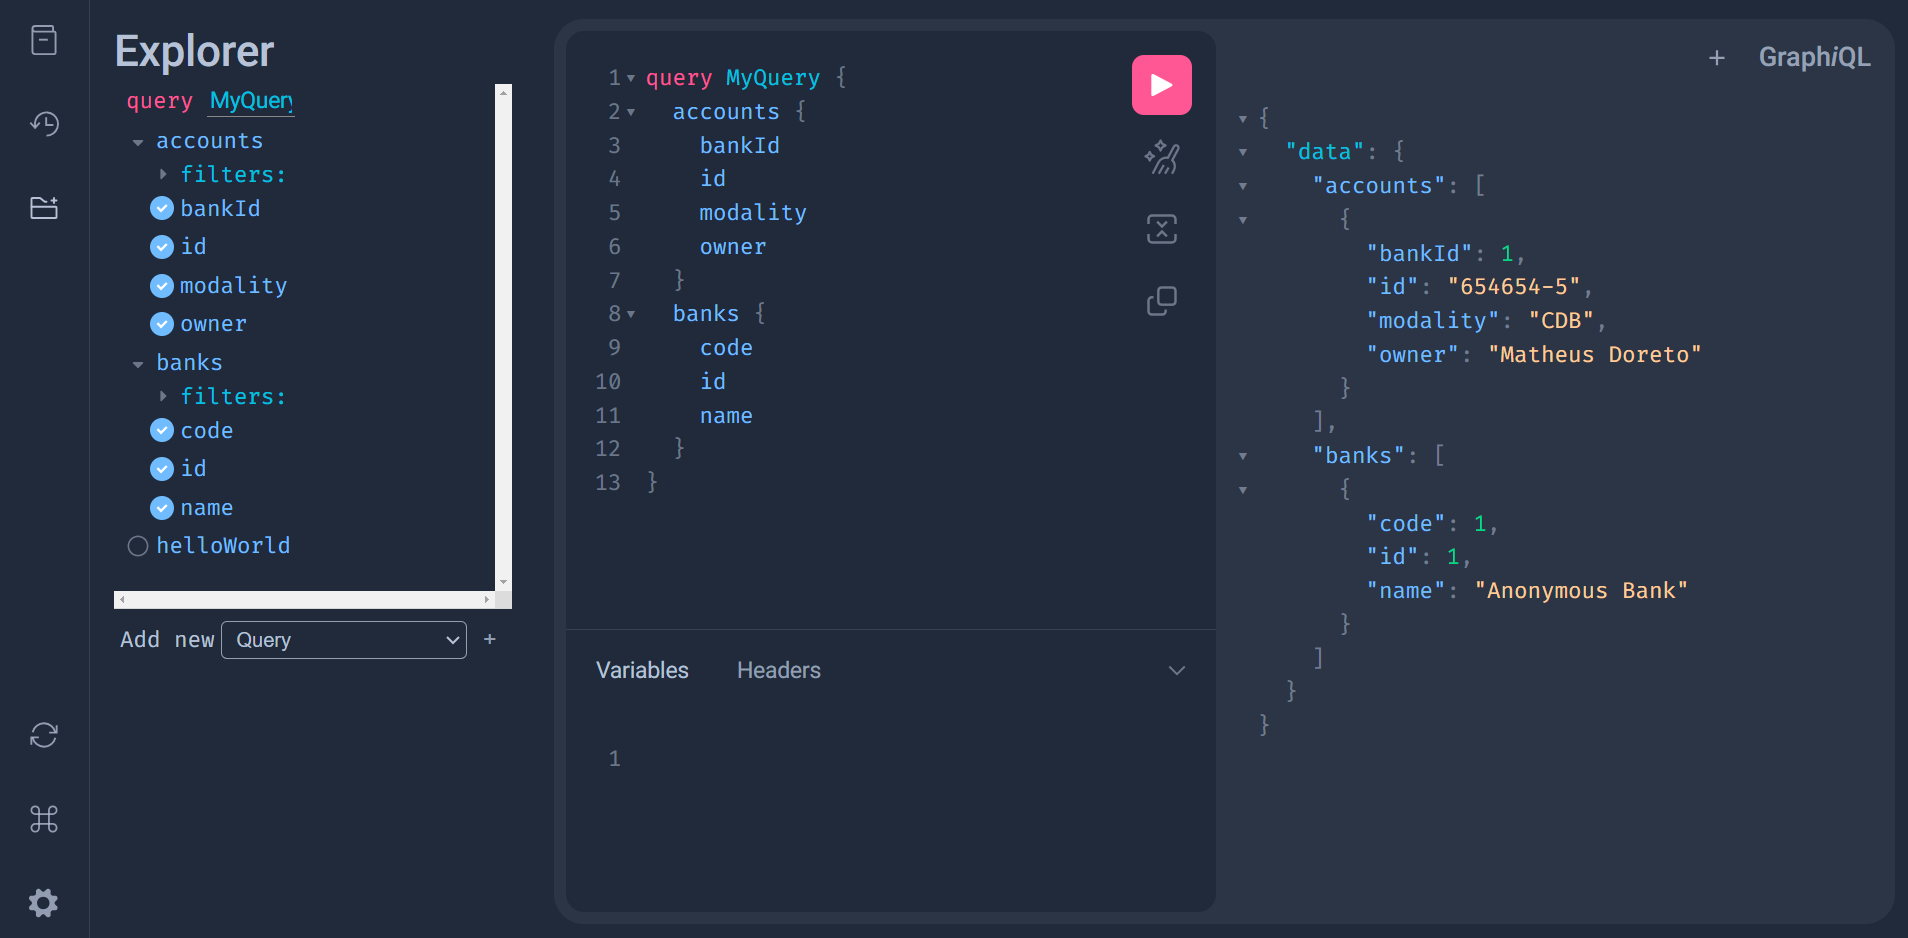 Explorer
query MyQuery
accounts
filters:
bankId
id
modality
owner
banks
filters:
code
id
name
helloWorld
Add new Query +
1 query MyQuery {
2 accounts {
3 bankId
4 id
5 modality
6 owner
7 }
8 banks {
9 code
10 id
11 name
12 }
13 }
Variables Headers
1
+ GraphiQL
{
"data": {
"accounts": [
{
"bankId": 1,
"id": "654654-5",
"modality": "CDB",
"owner": "Matheus Doreto"
}
],
"banks": [
{
"code": 1,
"id": 1,
"name": "Anonymous Bank"
}
]
}
}